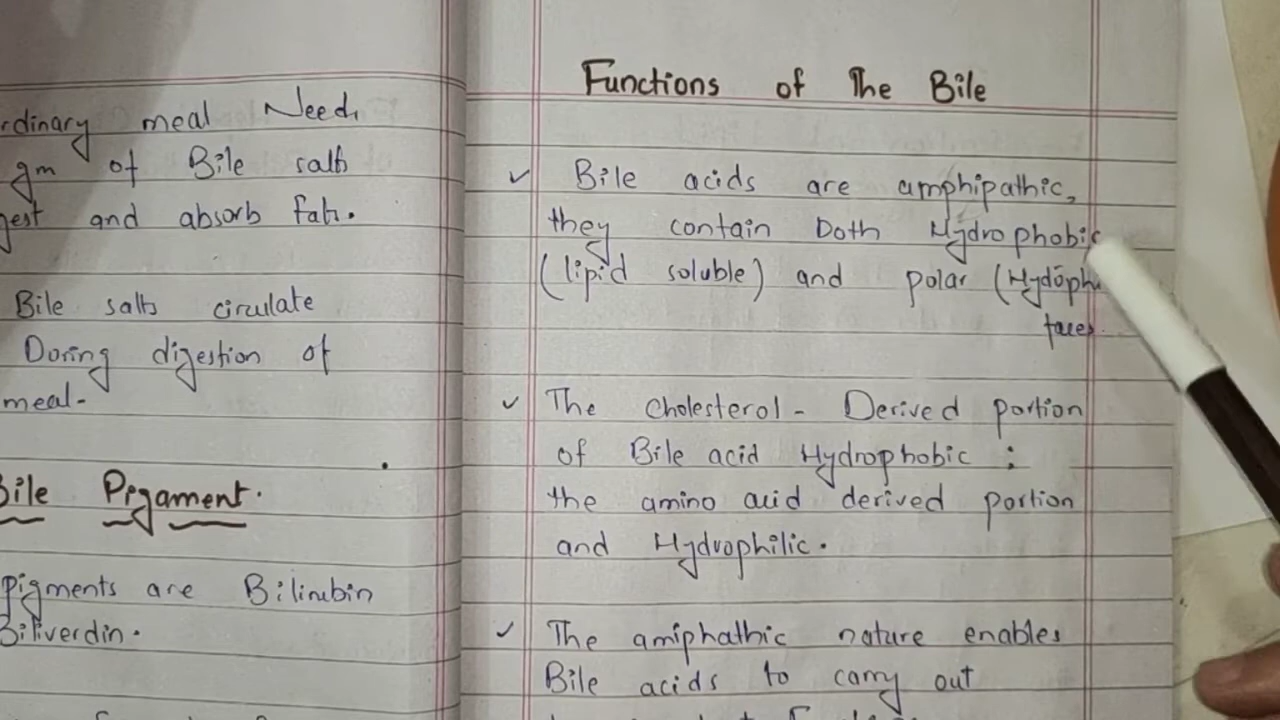 rdinary meal Needs
gm of Bile salts
gest and absorb fats.
Bile salts circulate
During digestion of
meal.
Bile Pigament.
pigments are Bilirubin
Biliverdin.
Functions of The Bile
Bile acids are amphipathic,
they contain both Hydrophobic
(lipid soluble) and polar (Hydoph
faces
The cholesterol - Derived portion
of Bile acid Hydrophobic :
the amino acid derived portion
and Hydrophilic.
The amiphathic nature enables
Bile acids to carry out